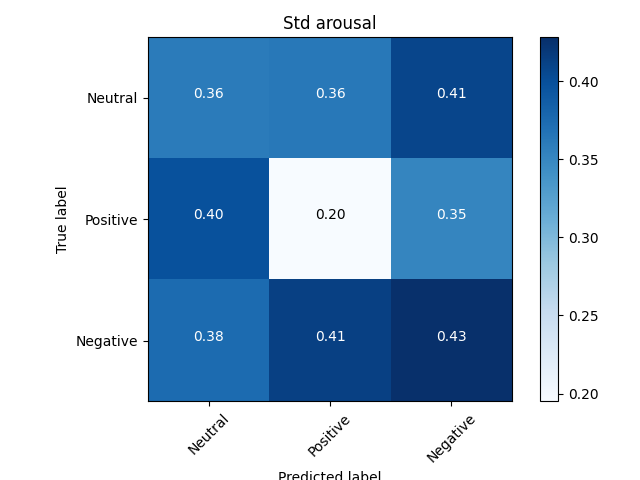 Std arousal
Neutral 0.36 0.36 0.41
Positive 0.40 0.20 0.35
Negative 0.38 0.41 0.43
Neutral Positive Negative
True label
Predicted label
0.40
0.35
0.30
0.25
0.20